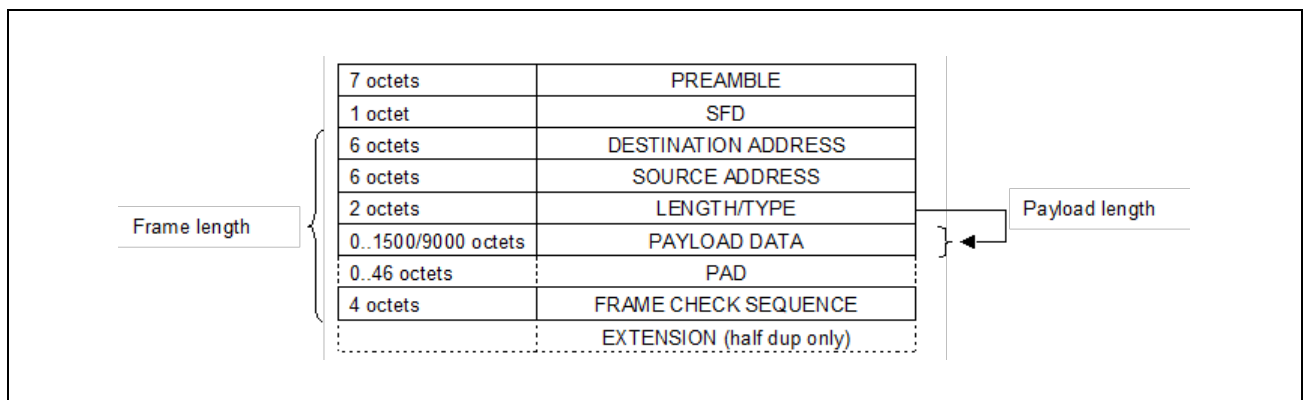 7 octets PREAMBLE
1 octet SFD
6 octets DESTINATION ADDRESS
6 octets SOURCE ADDRESS
2 octets LENGTH/TYPE
0..1500/9000 octets PAYLOAD DATA
0..46 octets PAD
4 octets FRAME CHECK SEQUENCE
EXTENSION (half dup only)
Frame length
Payload length